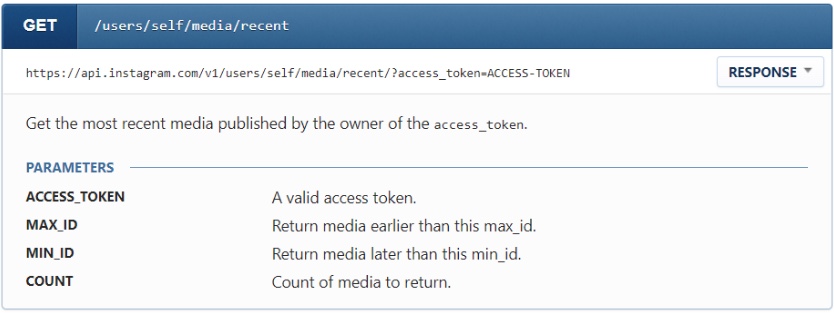 GET /users/self/media/recent
https://api.instagram.com/v1/users/self/media/recent/?access_token=ACCESS-TOKEN RESPONSE
Get the most recent media published by the owner of the access_token.
PARAMETERS
ACCESS_TOKEN A valid access token.
MAX_ID Return media earlier than this max_id.
MIN_ID Return media later than this min_id.
COUNT Count of media to return.